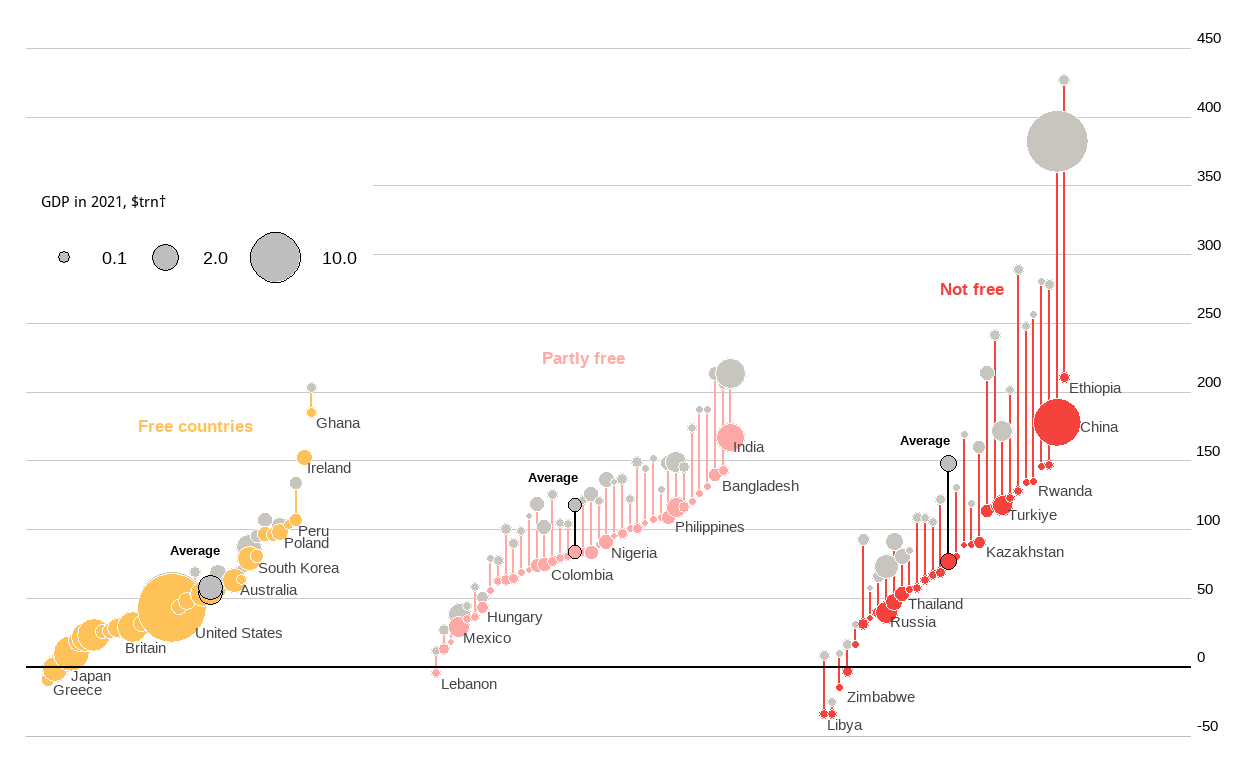 450
400
350
GDP in 2021, $trn†
0.1 2.0 10.0
300
Not free
250
Partly free
200
Ethiopia
Ghana
Free countries
China
Average
150
India
Ireland
Average
Bangladesh
Rwanda
Turkiye
100
Philippines
Peru
Poland
Average
Nigeria
Kazakhstan
South Korea
Colombia
50
Australia
Thailand
Hungary
Russia
United States
Mexico
Britain
0
Japan
Lebanon
Greece
Zimbabwe
Libya
-50